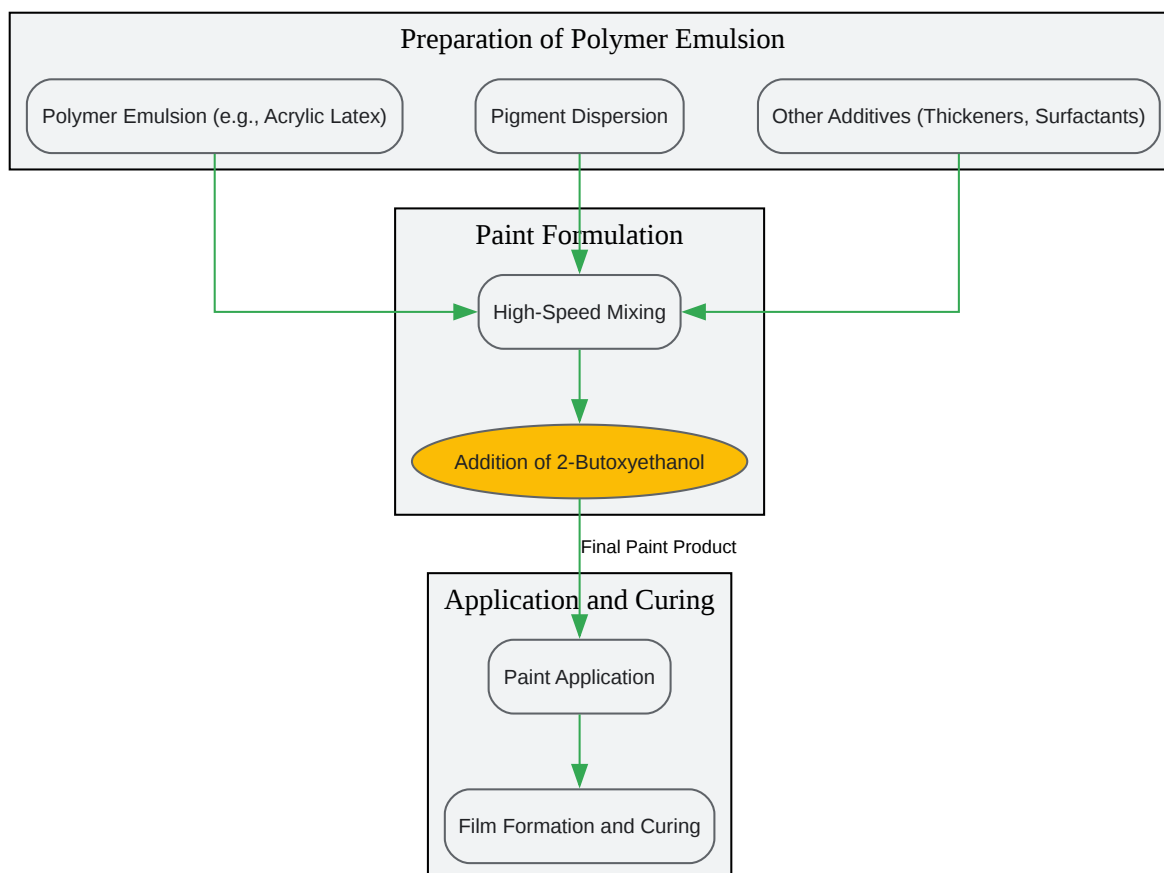 Preparation of Polymer Emulsion
Polymer Emulsion (e.g., Acrylic Latex)
Pigment Dispersion
Other Additives (Thickeners, Surfactants)
Paint Formulation
High-Speed Mixing
Addition of 2-Butoxyethanol
Final Paint Product
Application and Curing
Paint Application
Film Formation and Curing